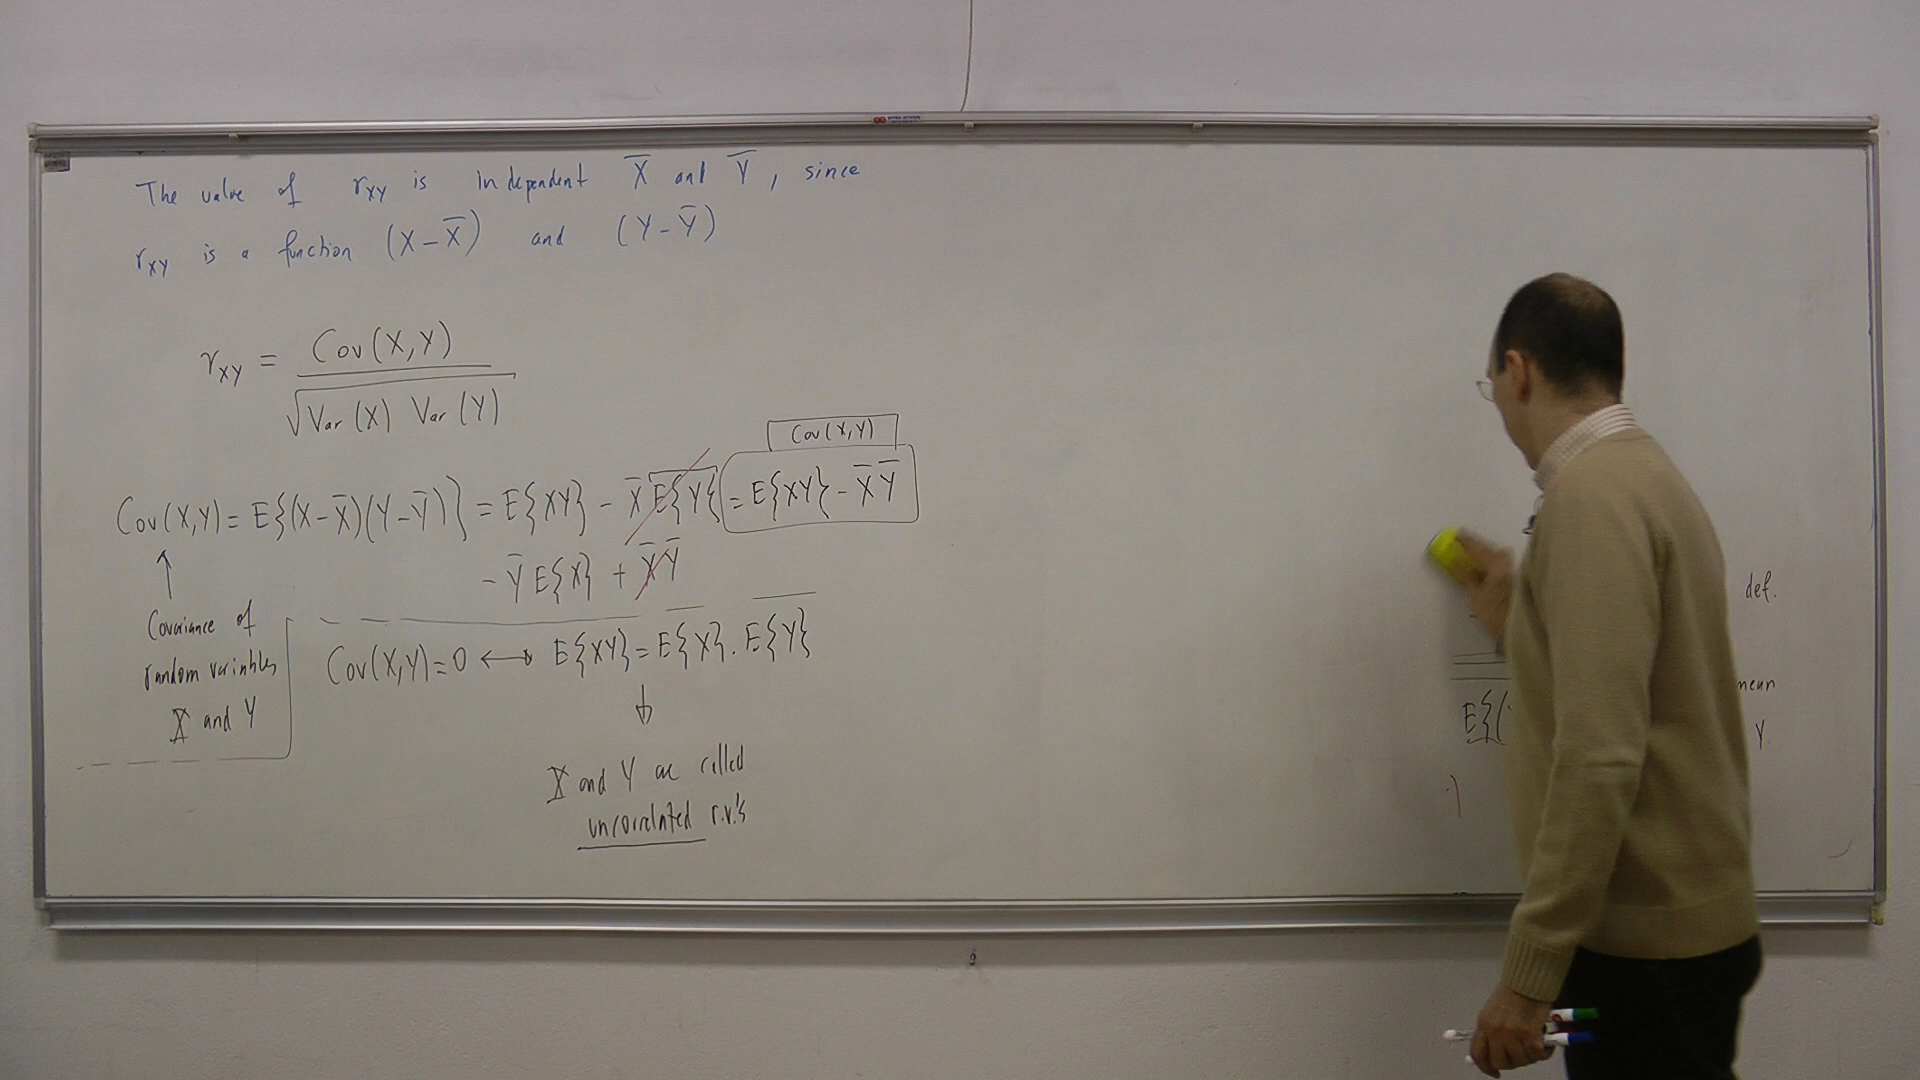 The value of r_XY is independent X̄ and Ȳ, since
r_XY is a function (X-X̄) and (Y-Ȳ)
r_XY = Cov(X,Y) / √Var(X) Var(Y)
Cov(X,Y)
Cov(X,Y) = E{(X-X̄)(Y-Ȳ)} = E{XY} - X̄ E{Y} = E{XY} - X̄ Ȳ
- Ȳ E{X} + X̄ Ȳ
Covariance of
random variables
X and Y
Cov(X,Y)=0 ↔ E{XY} = E{X}. E{Y}
X and Y are called
uncorrelated r.v.'s
def.
mean
E{(
Y